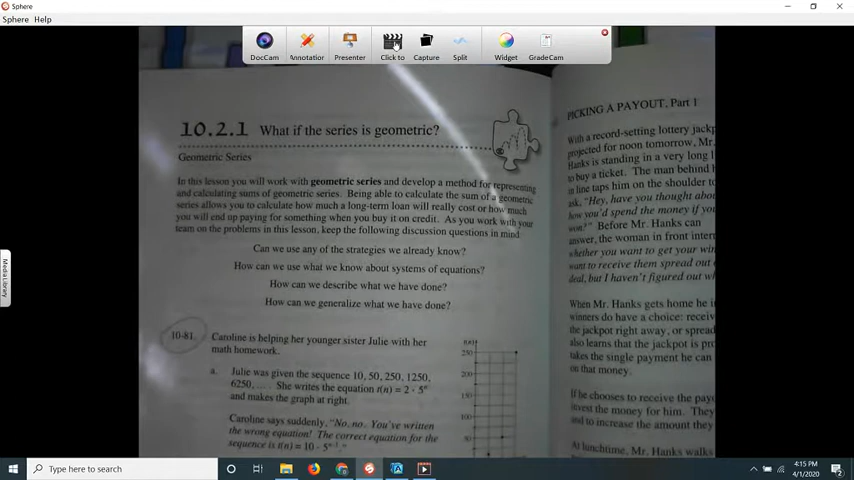 Sphere
Sphere Help
DocCam
Annotation
Presenter
Click to
Capture
Split
Widget
GradeCam
10.2.1 What if the series is geometric?
Geometric Series
In this lesson you will work with geometric series and develop a method for representing
and calculating sums of geometric series. Being able to calculate the sum of a geometric
series allows you to calculate how much a long-term loan will really cost or how much
you will end up paying for something when you buy it on credit. As you work with your
team on the problems in this lesson, keep the following discussion questions in mind
Can we use any of the strategies we already know?
How can we use what we know about systems of equations?
How can we describe what we have done?
How can we generalize what we have done?
10-81. Caroline is helping her younger sister Julie with her
math homework.
a. Julie was given the sequence 10, 50, 250, 1250,
6250, .... She writes the equation t(n) = 2 · 5ⁿ
and makes the graph at right.
Caroline says suddenly, "No, no. You've written
the wrong equation! The correct equation for the
sequence is t(n) = 10 · 5ⁿ⁻¹."
250
200
150
100
50
PICKING A PAYOUT, Part 1
With a record-setting lottery jackp
projected for noon tomorrow, Mr.
Hanks is standing in a very long l
to buy a ticket. The man behind h
in line taps him on the shoulder to
ask, "Hey, have you thought abou
how you'd spend the money if yo
won?" Before Mr. Hanks can
answer, the woman in front inter
whether you want to get your win
want to receive them spread out o
deal, but I haven't figured out wh
When Mr. Hanks gets home he i
winners do have a choice: receiv
the jackpot right away, or spread
also learns that the jackpot is pro
takes the single payment he can
on that money.
If he chooses to receive the payo
invest the money for him. They
and to increase the amount they
At lunchtime, Mr. Hanks walks
MediaLibrary
Type here to search
4:15 PM
4/1/2020
2